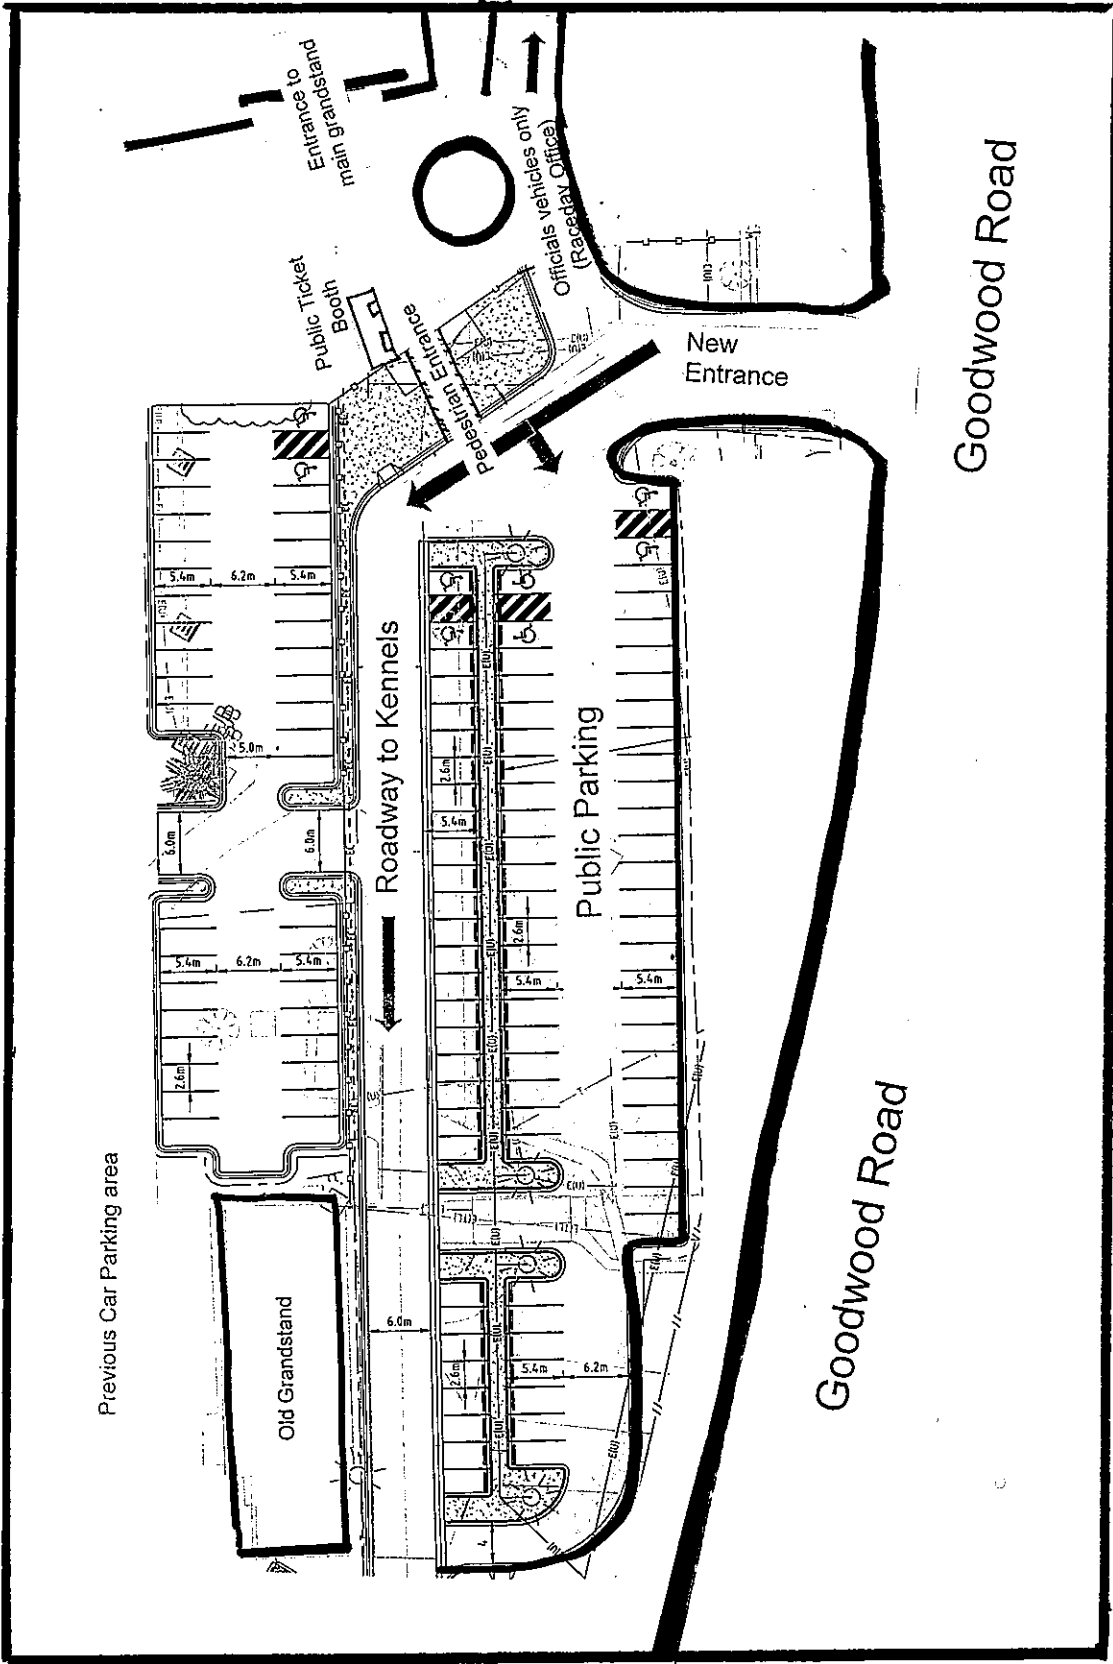 Entrance to
main grandstand
Officials vehicles only
(Raceday Office)
Public Ticket
Booth
Pedestrian Entrance
New
Entrance
Goodwood Road
5.4m
6.2m
5.4m
5.0m
6.0m
6.0m
Roadway to Kennels
2.6m
5.4m
Public Parking
2.6m
5.4m
5.4m
5.4m
6.2m
5.4m
2.6m
Previous Car Parking area
Old Grandstand
6.0m
2.6m
5.4m
6.2m
Goodwood Road
E(U)
E(U)
E(U)
E(U)
E(U)
E(U)
E(U)
E(U)
E(U)
E(U)
E(U)